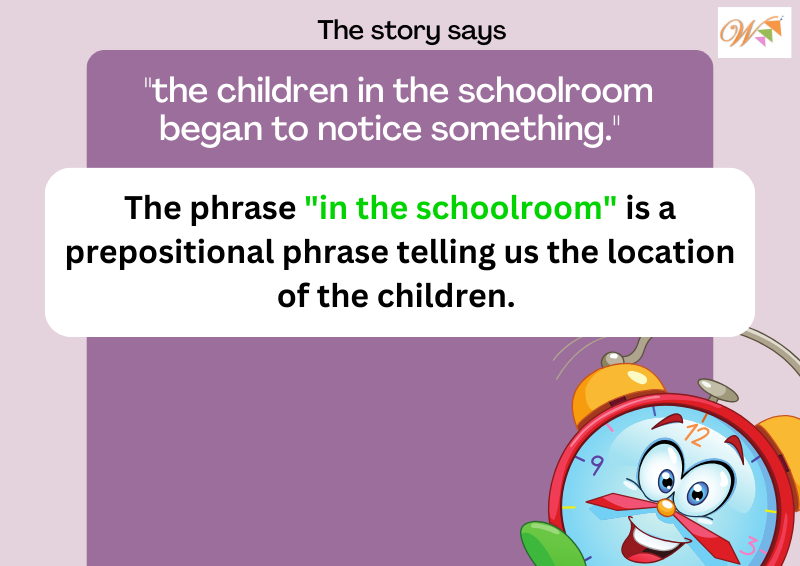 The story says
W
"the children in the schoolroom
began to notice something."
The phrase "in the schoolroom" is a
prepositional phrase telling us the location
of the children.
12
9
3